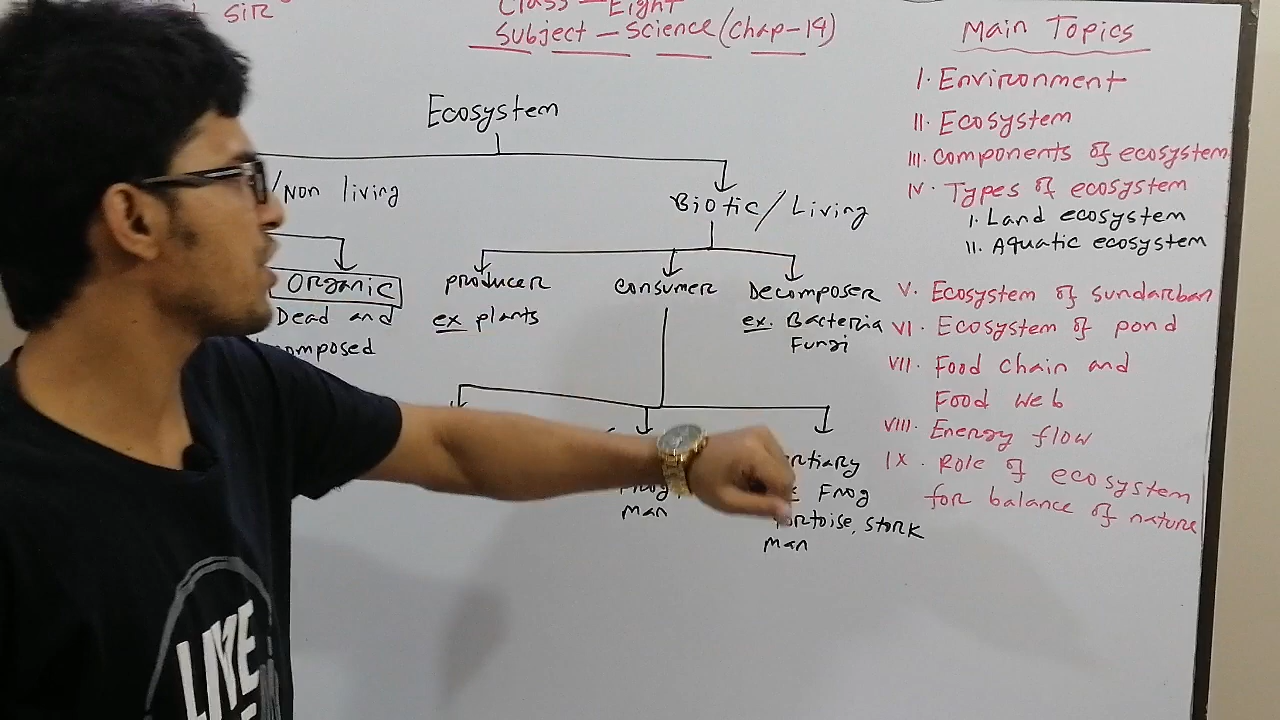 SIR
Class - Eight
Subject - Science (Chap-14)
Ecosystem
/Non living
Biotic / Living
Organic
Dead and
producer
ex plants
consumer
Decomposer
ex. Bacteria
Fungi
man
Frog
stork
man
Main Topics
I. Environment
II. Ecosystem
III. components of ecosystem
IV. Types of ecosystem
I. Land ecosystem
II. Aquatic ecosystem
V. Ecosystem of sundarban
VI. Ecosystem of pond
VII. Food chain and
Food web
VIII. Energy flow
IX. Role of ecosystem
for balance of nature
LIVE